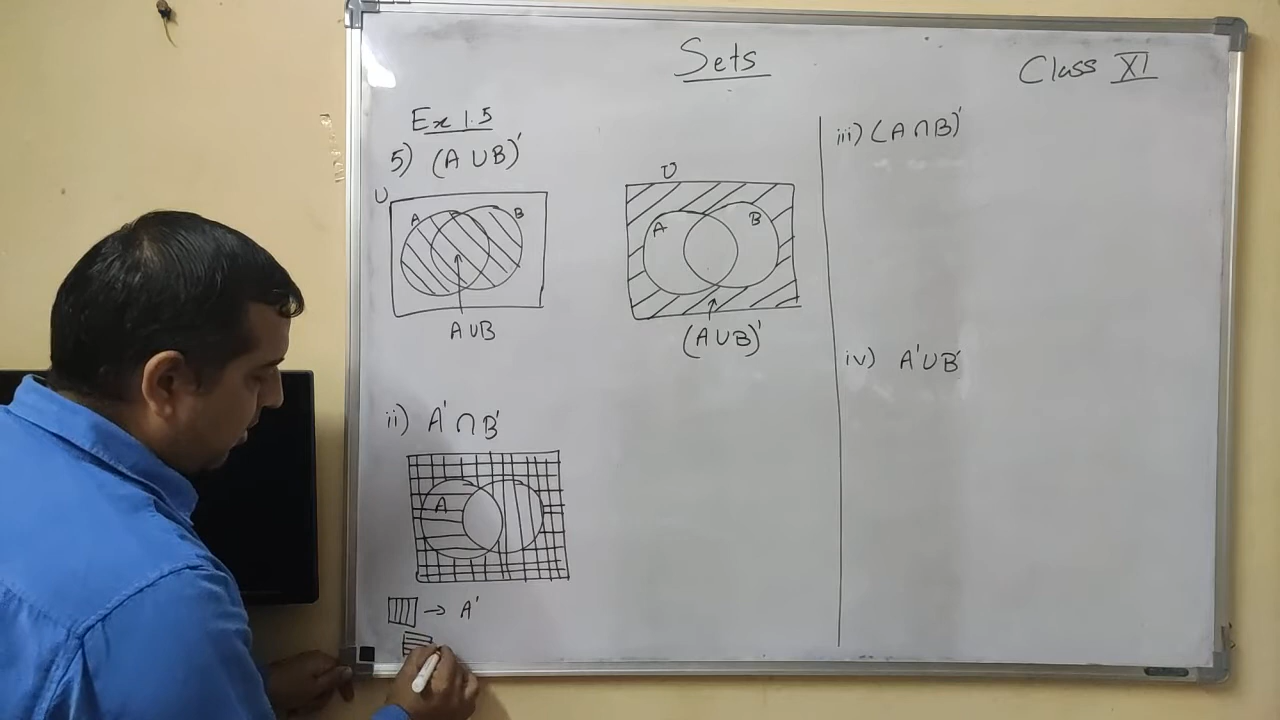 Sets
Class XI
Ex 1.5
5) (A ∪ B)'
U
A
B
A∪B
U
A
B
(A∪B)'
ii) A' ∩ B'
A
→ A'
iii) (A ∩ B)'
iv) A' ∪ B'